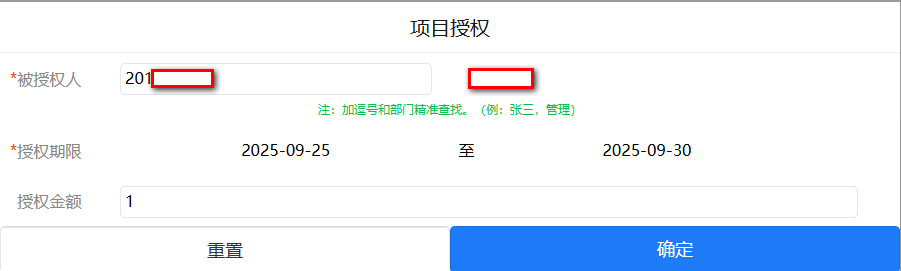 项目授权
*被授权人 201
注：加逗号和部门精准查找。（例：张三，管理）
*授权期限 2025-09-25 至 2025-09-30
授权金额 1
重置 确定